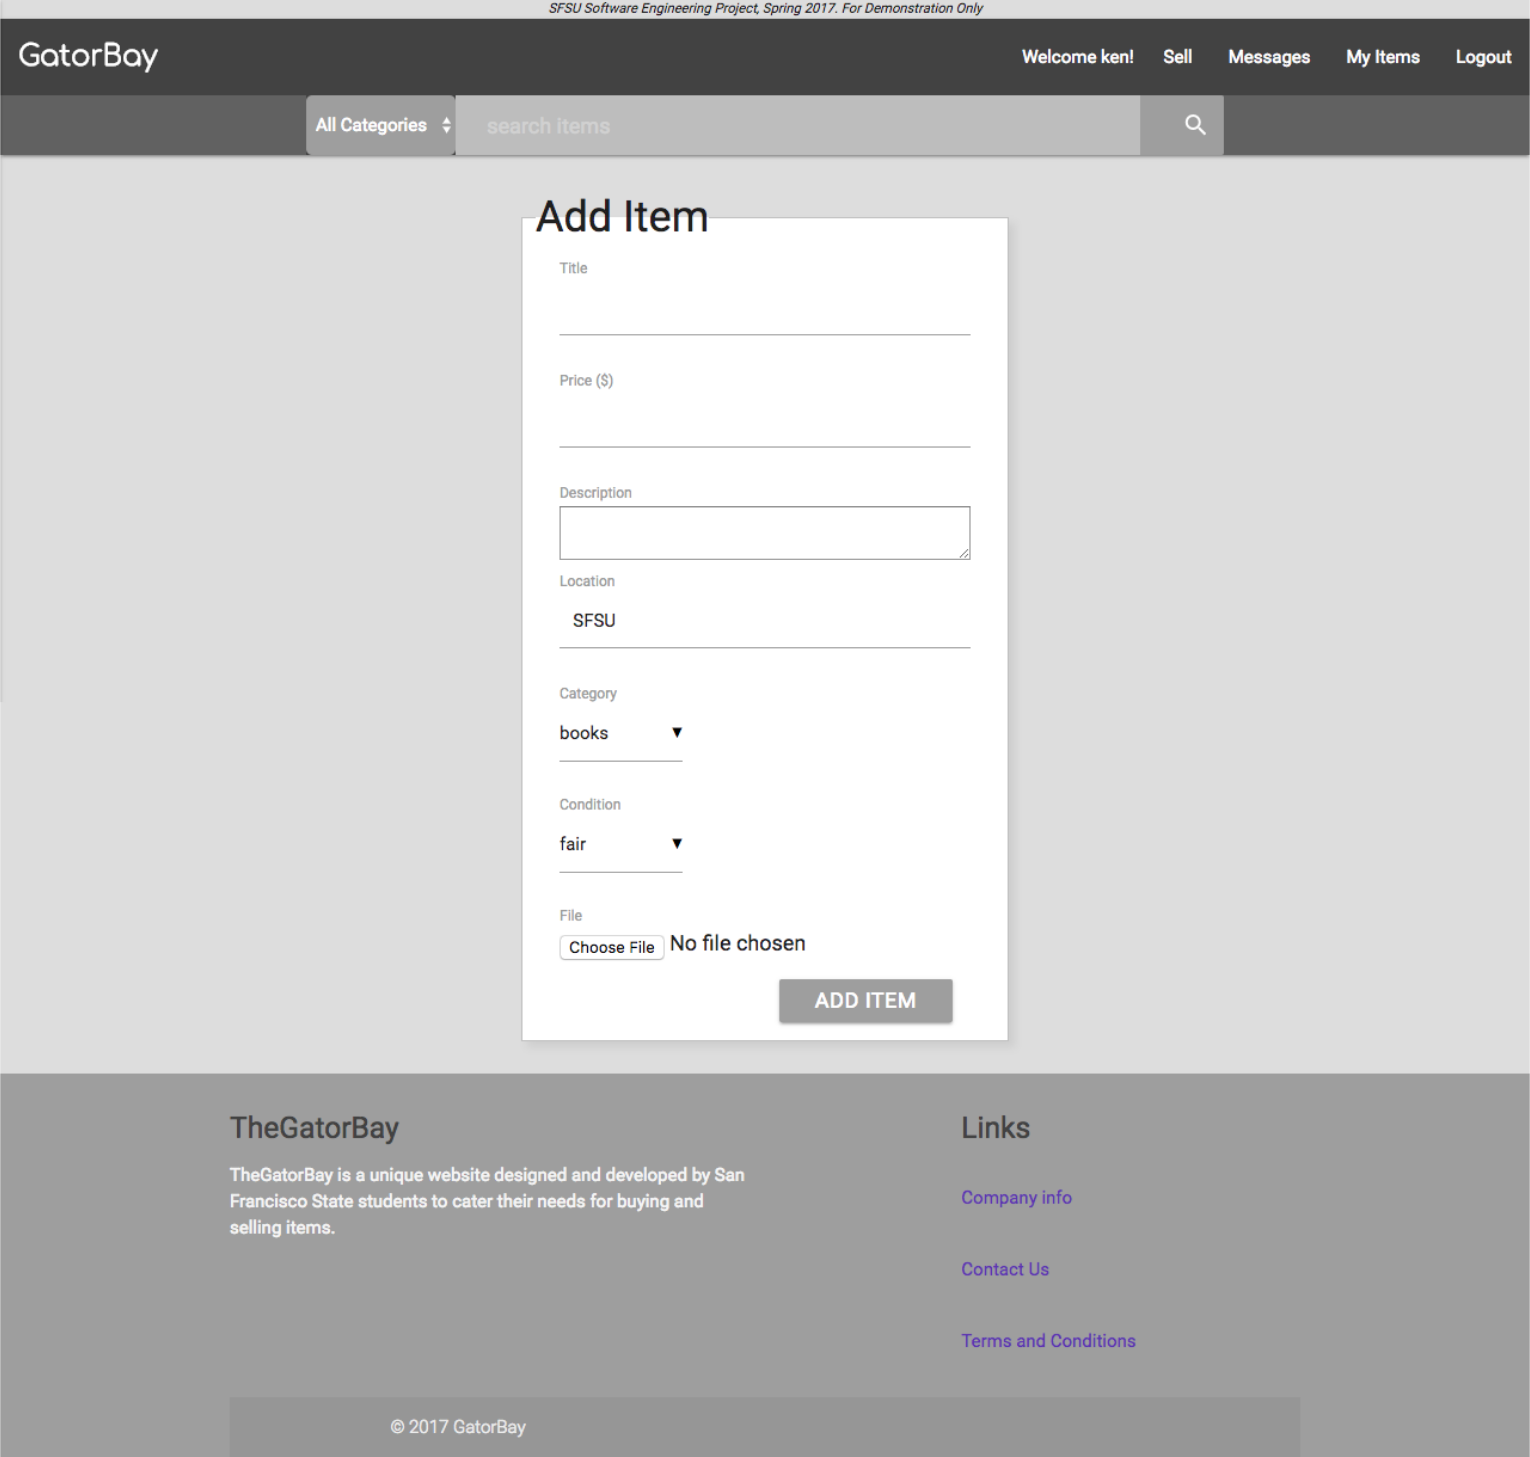 SFSU Software Engineering Project, Spring 2017. For Demonstration Only
GatorBay
Welcome ken!
Sell
Messages
My Items
Logout
All Categories
search items
Add Item
Title
Price ($)
Description
Location
SFSU
Category
books
Condition
fair
File
Choose File No file chosen
ADD ITEM
TheGatorBay
TheGatorBay is a unique website designed and developed by San
Francisco State students to cater their needs for buying and
selling items.
Links
Company info
Contact Us
Terms and Conditions
© 2017 GatorBay